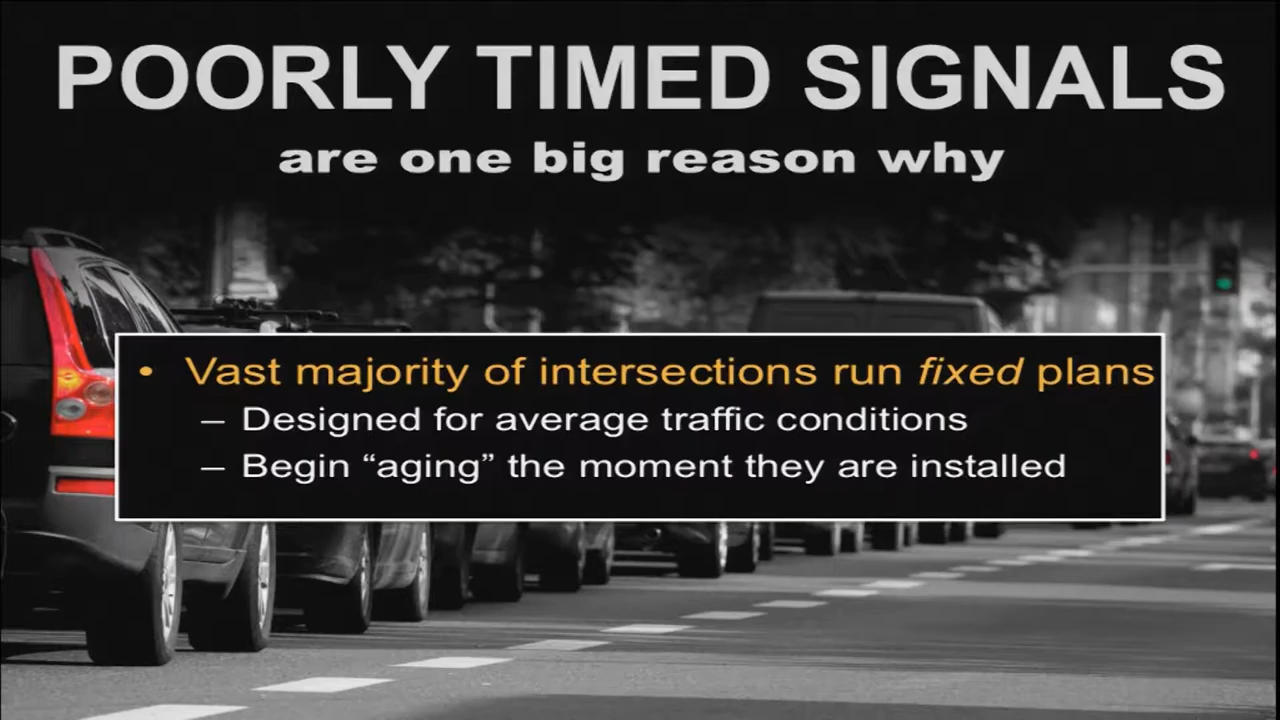 POORLY TIMED SIGNALS
are one big reason why
• Vast majority of intersections run fixed plans
– Designed for average traffic conditions
– Begin “aging” the moment they are installed